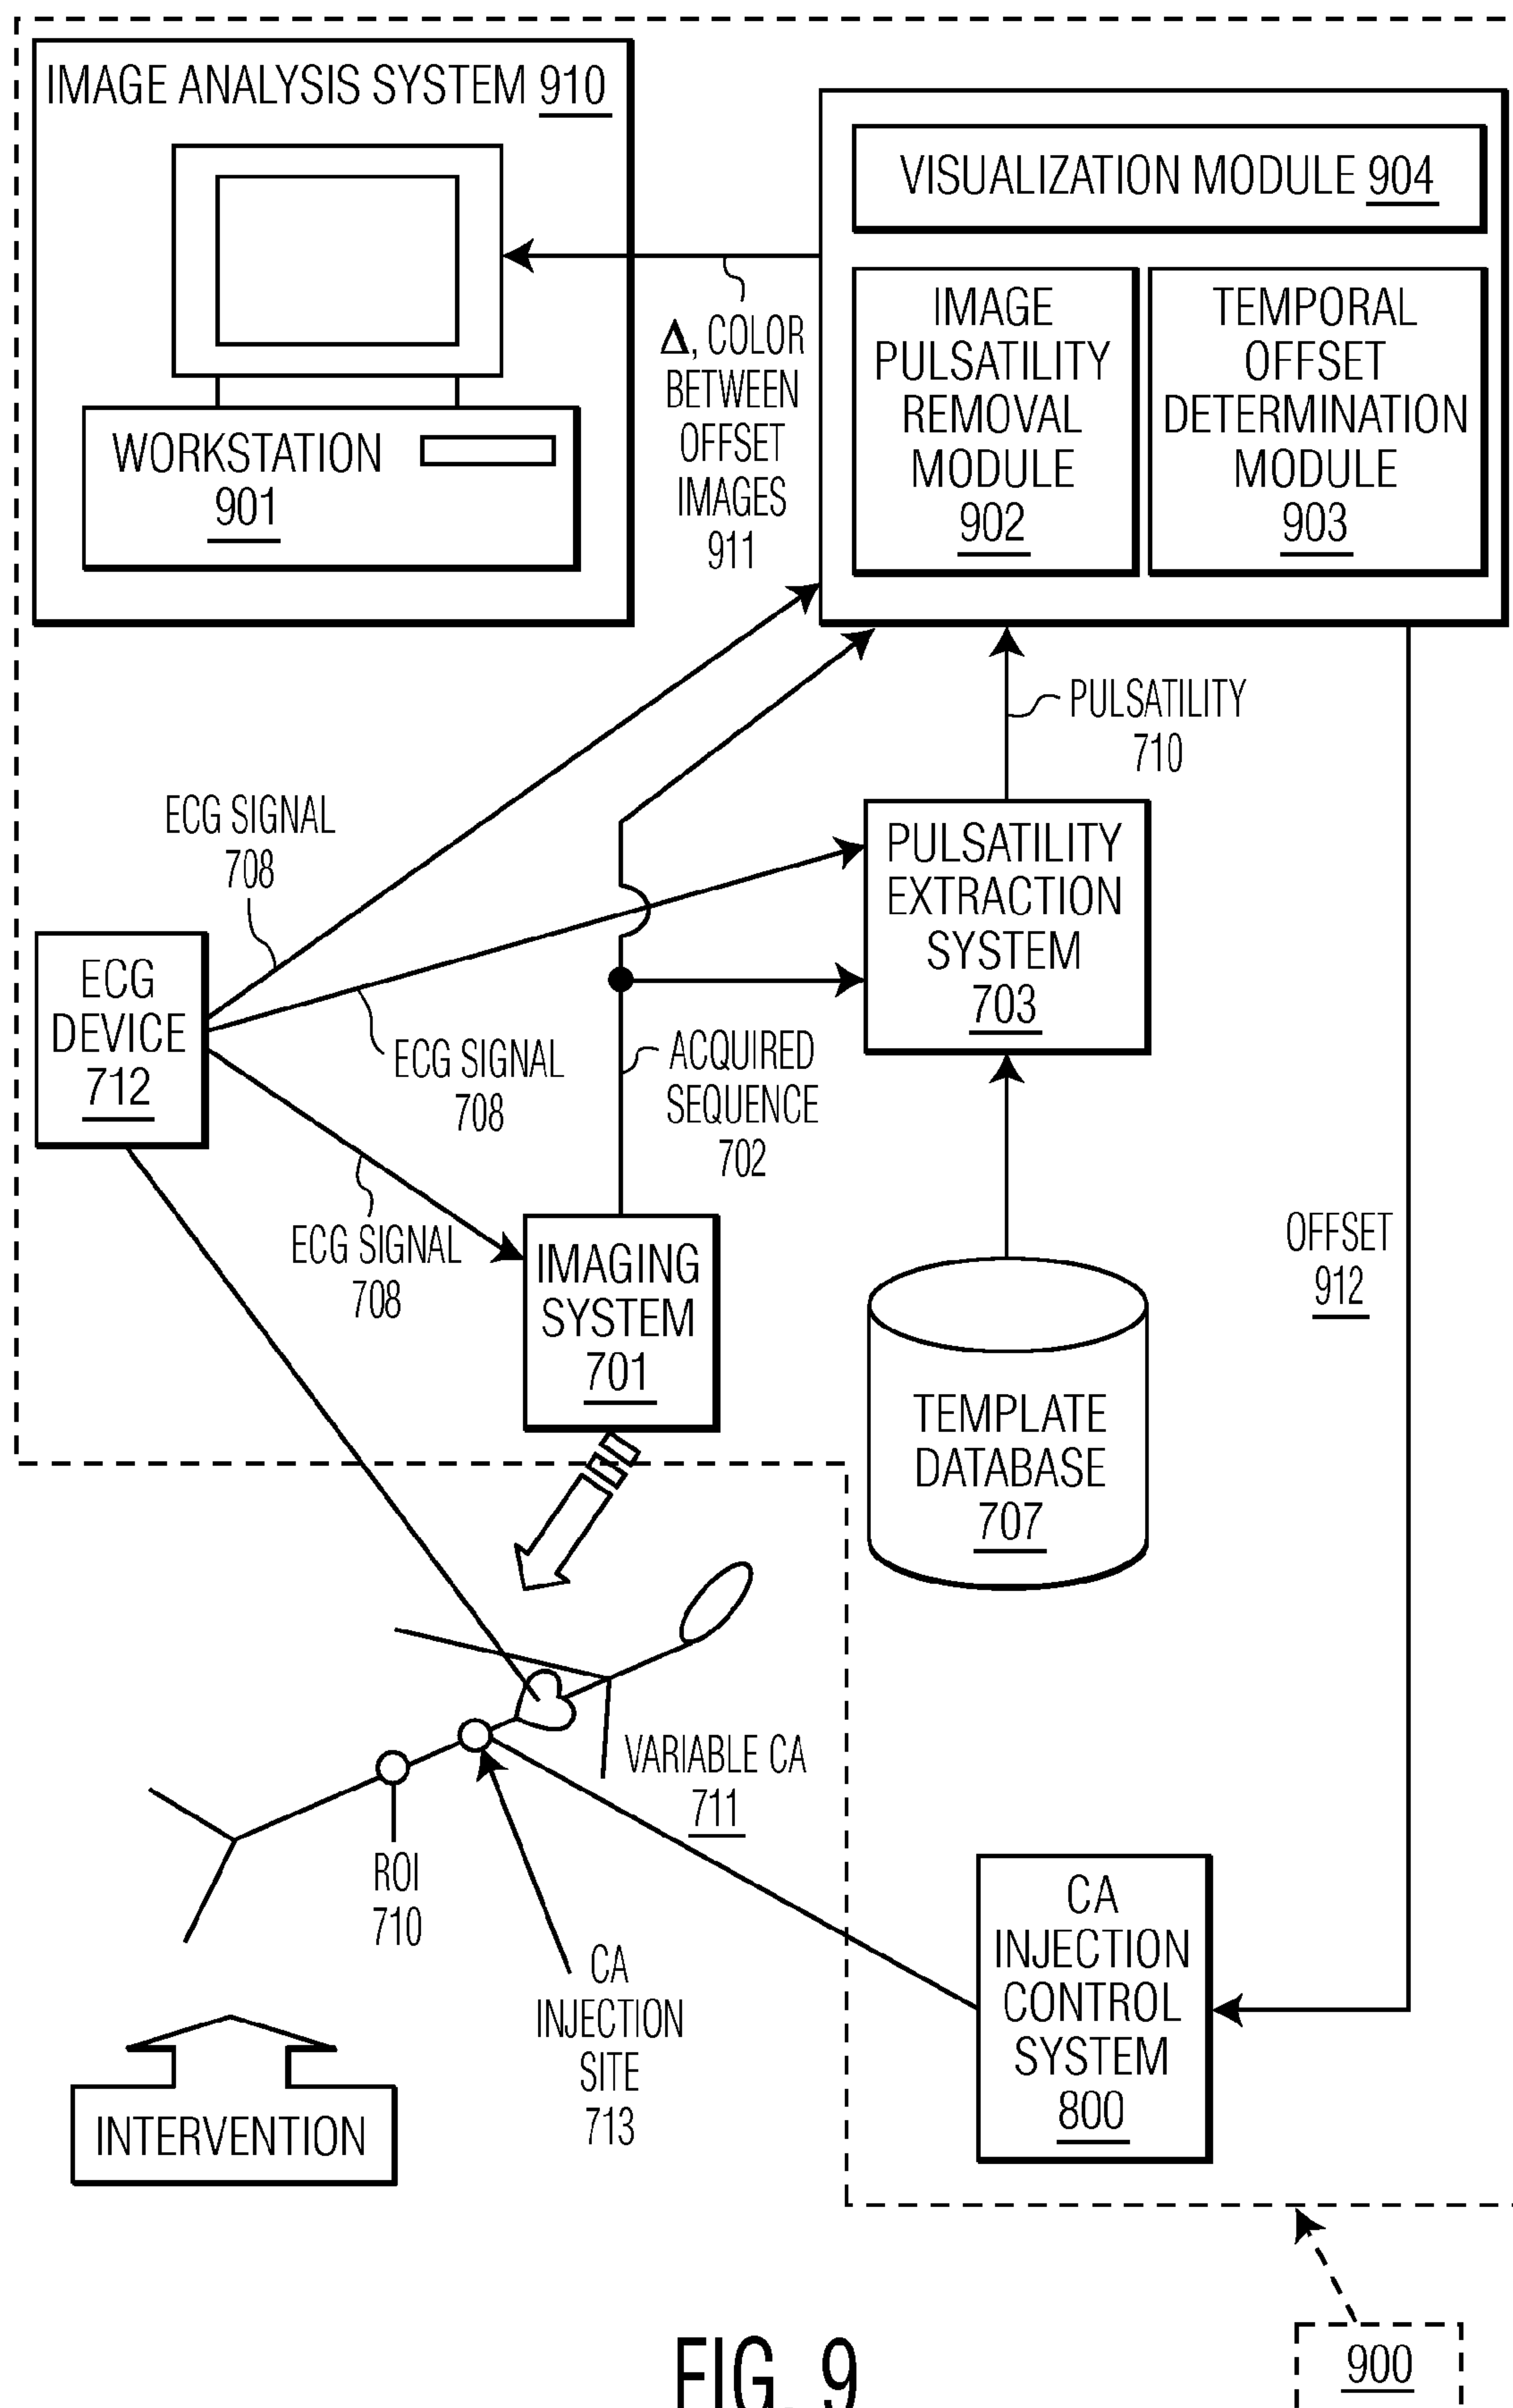 IMAGE ANALYSIS SYSTEM 910
WORKSTATION
901
VISUALIZATION MODULE 904
IMAGE
PULSATILITY
REMOVAL
MODULE
902
TEMPORAL
OFFSET
DETERMINATION
MODULE
903
Δ, COLOR
BETWEEN
OFFSET
IMAGES
911
PULSATILITY
710
ECG SIGNAL
708
PULSATILITY
EXTRACTION
SYSTEM
703
ECG
DEVICE
712
ECG SIGNAL
708
ACQUIRED
SEQUENCE
702
ECG SIGNAL
708
IMAGING
SYSTEM
701
OFFSET
912
TEMPLATE
DATABASE
707
VARIABLE CA
711
ROI
710
CA
INJECTION
SITE
713
CA
INJECTION
CONTROL
SYSTEM
800
INTERVENTION
FIG. 9
900